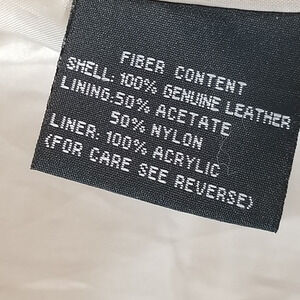 FIBER CONTENT
SHELL: 100% GENUINE LEATHER
LINING:50% ACETATE
50% NYLON
LINER: 100% ACRYLIC
(FOR CARE SEE REVERSE)